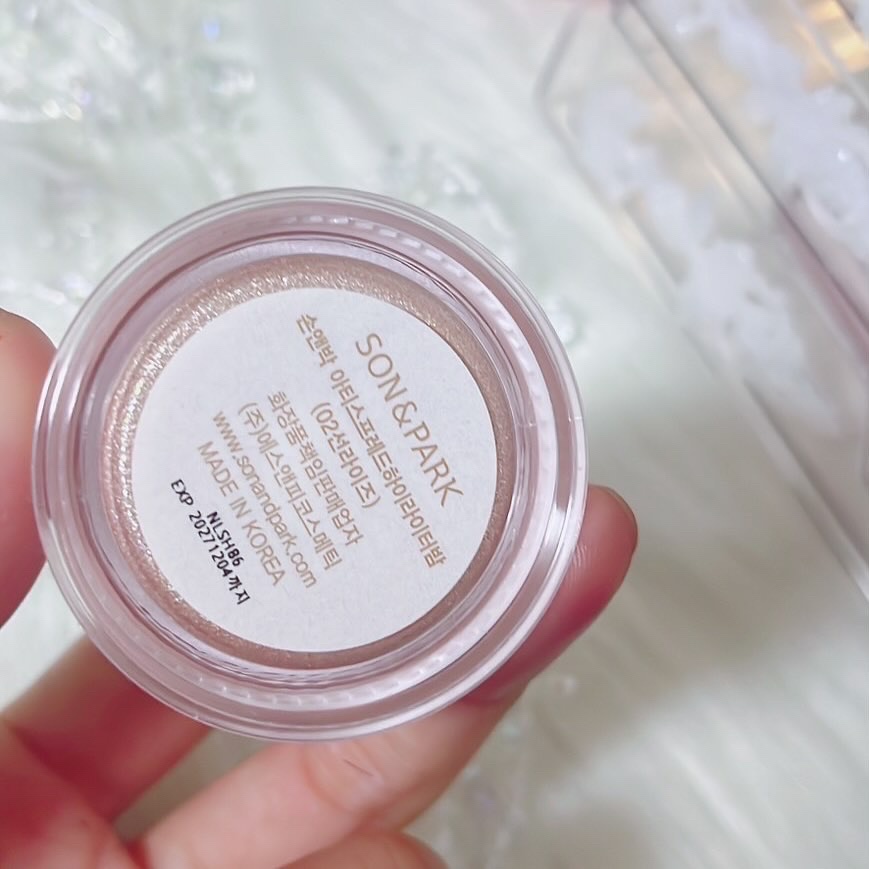 SON&PARK
손앤박 아티스프레드하이라이터밤
(02선라이즈)
화장품책임판매업자
(주)에스앤피코스메틱
www.sonandpark.com
MADE IN KOREA
NLSH86
EXP 20271204까지